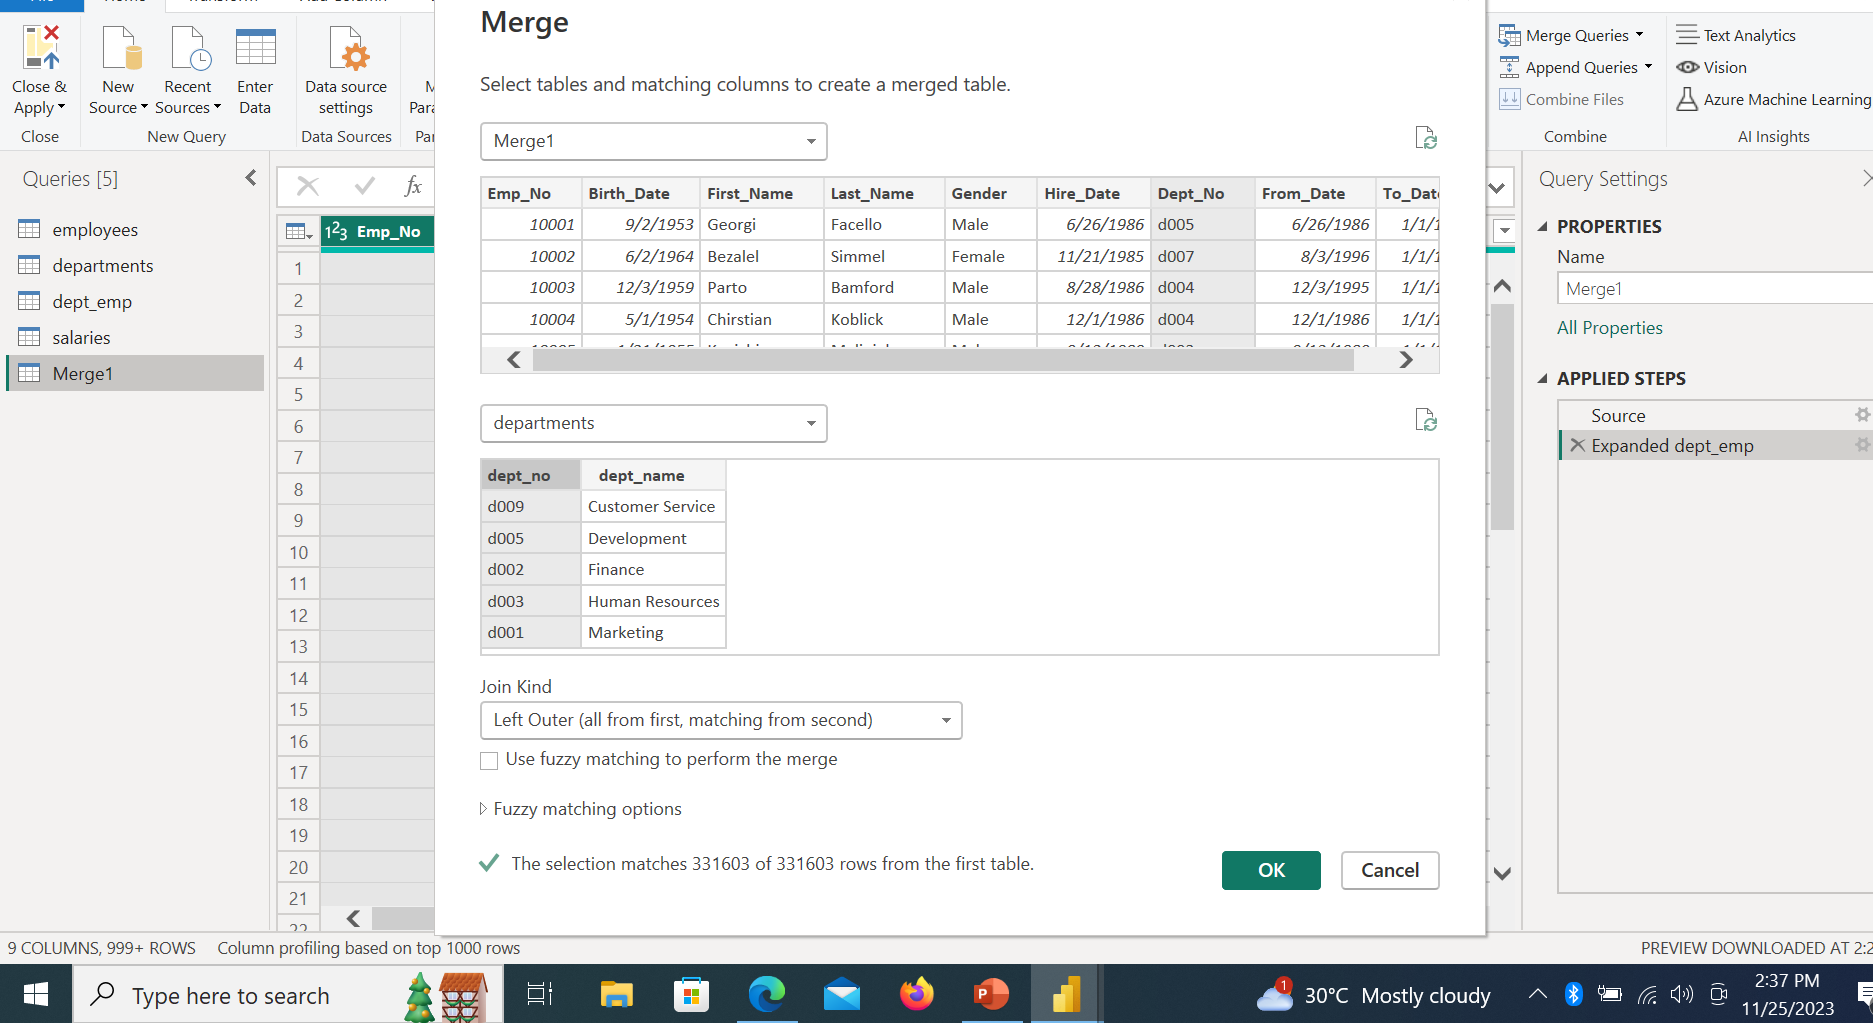 File Home Transform Add Column
Close & Apply
Close
New Source
Recent Sources
Enter Data
New Query
Data source settings
Data Sources
Merge Queries
Append Queries
Combine Files
Combine
Text Analytics
Vision
Azure Machine Learning
AI Insights
Queries [5]
employees
departments
dept_emp
salaries
Merge1
fx
1²3 Emp_No
1
2
3
4
5
6
7
8
9
10
11
12
13
14
15
16
17
18
19
20
21
22
Merge
Select tables and matching columns to create a merged table.
Merge1
Emp_No Birth_Date First_Name Last_Name Gender Hire_Date Dept_No From_Date To_Date
10001 9/2/1953 Georgi Facello Male 6/26/1986 d005 6/26/1986 1/1/1
10002 6/2/1964 Bezalel Simmel Female 11/21/1985 d007 8/3/1996 1/1/1
10003 12/3/1959 Parto Bamford Male 8/28/1986 d004 12/3/1995 1/1/1
10004 5/1/1954 Chirstian Koblick Male 12/1/1986 d004 12/1/1986 1/1/1
departments
dept_no dept_name
d009 Customer Service
d005 Development
d002 Finance
d003 Human Resources
d001 Marketing
Join Kind
Left Outer (all from first, matching from second)
Use fuzzy matching to perform the merge
Fuzzy matching options
The selection matches 331603 of 331603 rows from the first table.
OK
Cancel
Query Settings
PROPERTIES
Name
Merge1
All Properties
APPLIED STEPS
Source
Expanded dept_emp
9 COLUMNS, 999+ ROWS Column profiling based on top 1000 rows
PREVIEW DOWNLOADED AT 2:2
Type here to search
P
1
30°C Mostly cloudy
2:37 PM
11/25/2023